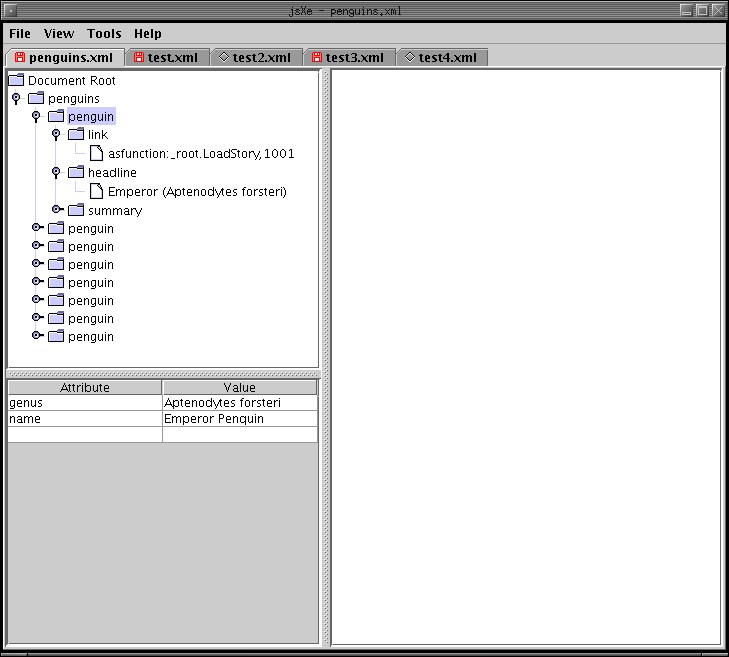 jsXe - penguins.xml
File View Tools Help
penguins.xml test.xml test2.xml test3.xml test4.xml
Document Root
penguins
penguin
link
asfunction:_root.LoadStory,1001
headline
Emperor (Aptenodytes forsteri)
summary
penguin
penguin
penguin
penguin
penguin
penguin
penguin
Attribute Value
genus Aptenodytes forsteri
name Emperor Penguin